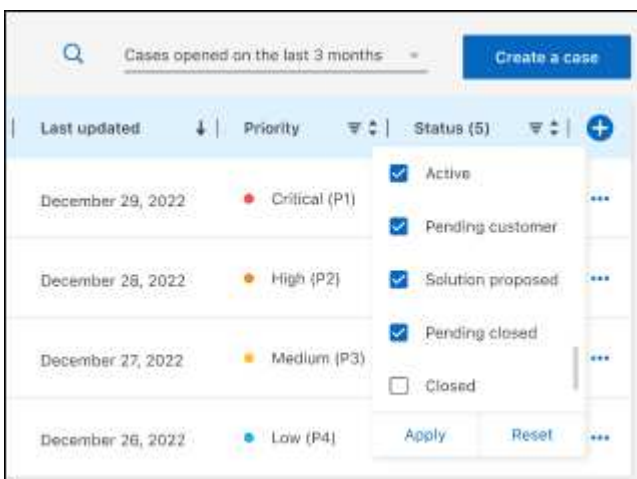 Cases opened on the last 3 months
Create a case
Last updated
Priority
Status (5)
Active
December 29, 2022
Critical (P1)
Pending customer
December 28, 2022
High (P2)
Solution proposed
Pending closed
December 27, 2022
Medium (P3)
Closed
December 26, 2022
Low (P4)
Apply
Reset